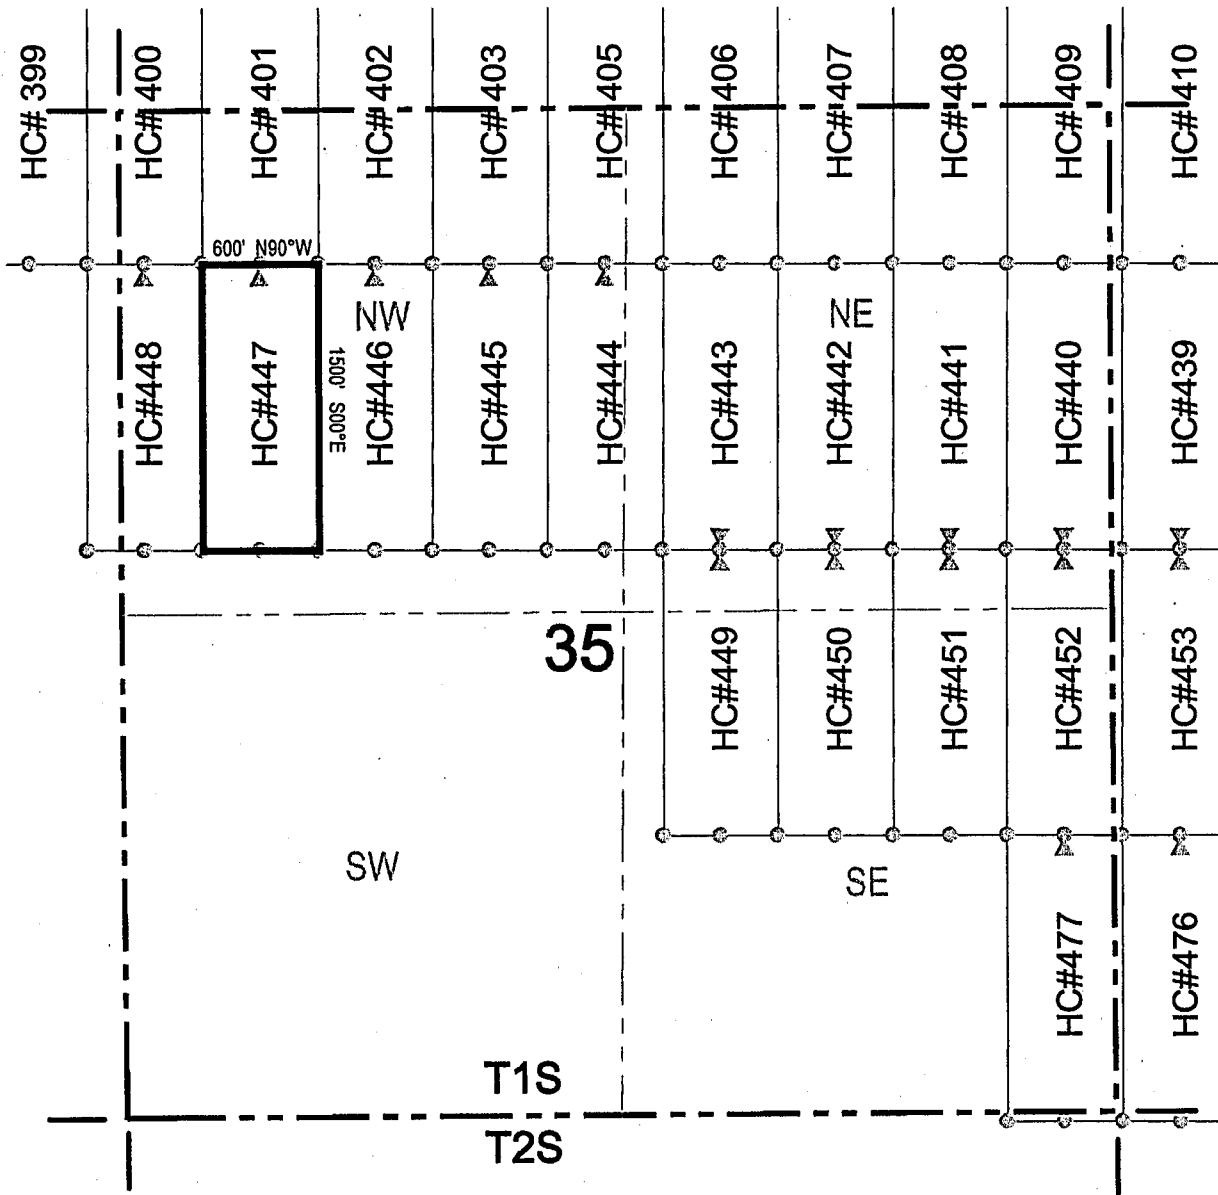 HC# 399
HC# 400
HC# 401
HC# 402
HC# 403
HC# 405
HC# 406
HC# 407
HC# 408
HC# 409
HC# 410
600' N90°W
NW
NE
1500' S00°E
HC#448
HC#447
HC#446
HC#445
HC#444
HC#443
HC#442
HC#441
HC#440
HC#439
35
HC#449
HC#450
HC#451
HC#452
HC#453
SW
SE
HC#477
HC#476
T1S
T2S